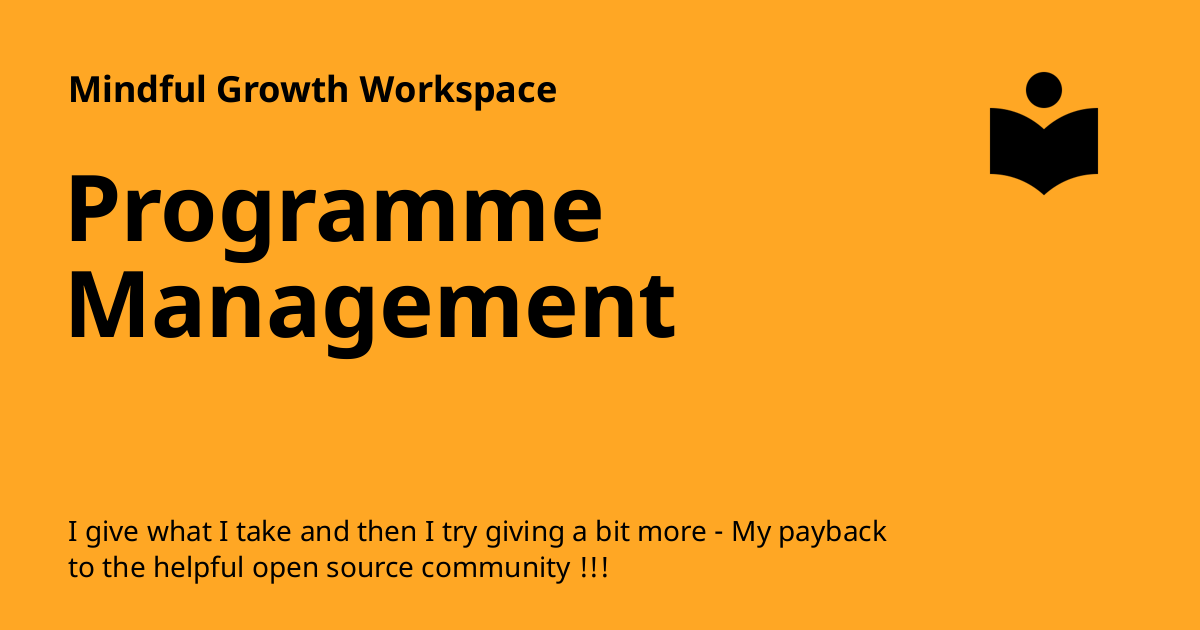 Mindful Growth Workspace
Programme
Management
I give what I take and then I try giving a bit more - My payback
to the helpful open source community !!!